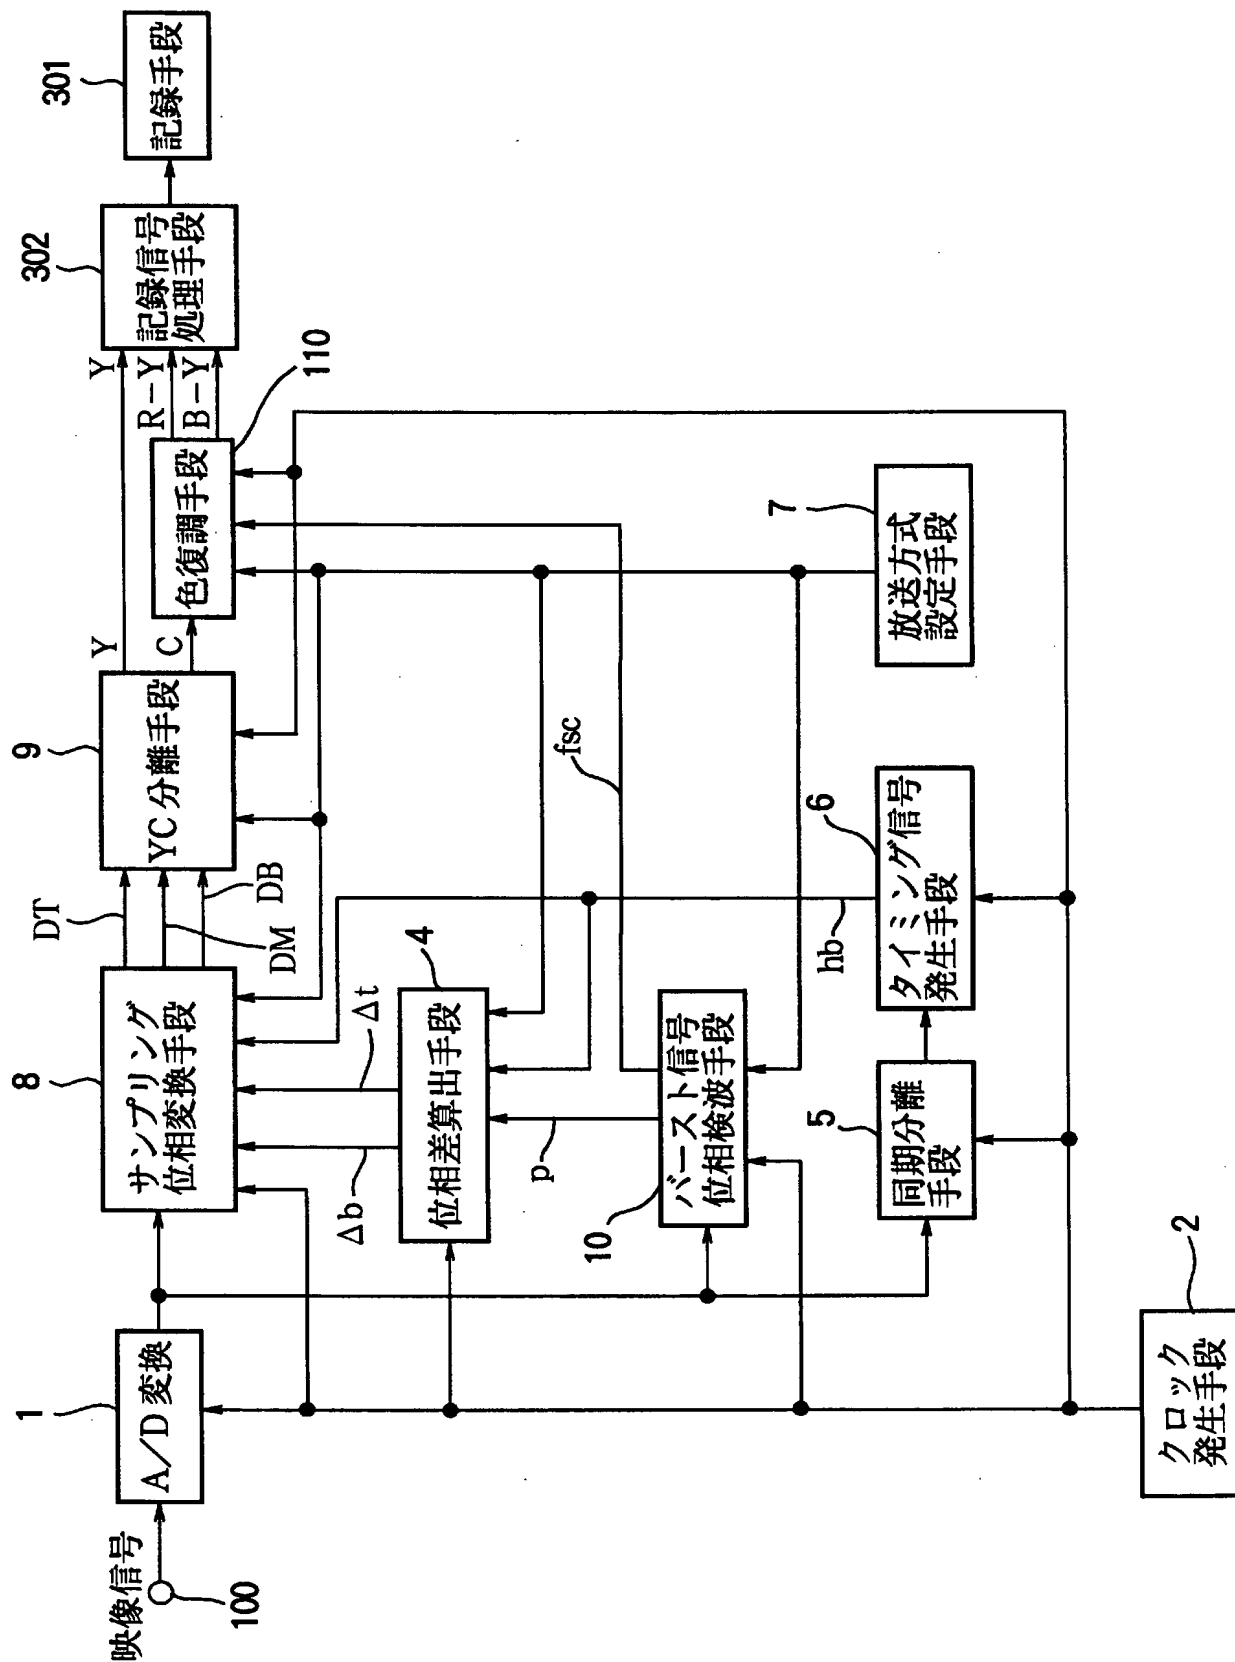 映像信号
100
1
A/D変換
8
サンプリング
位相変換手段
DT
DM
DB
9
YC分離手段
Y
C
色復調手段
110
Y
R−Y
B−Y
302
記録信号
処理手段
301
記録手段
Δb
Δt
4
位相差算出手段
p
fsc
10
バースト信号
位相検波手段
hb
5
同期分離
手段
6
タイミング信号
発生手段
7
放送方式
設定手段
2
クロック
発生手段